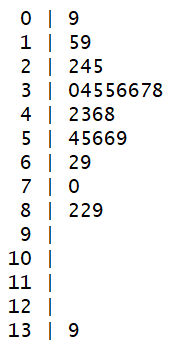 0 | 9
1 | 59
2 | 245
3 | 04556678
4 | 2368
5 | 45669
6 | 29
7 | 0
8 | 229
9 |
10 |
11 |
12 |
13 | 9